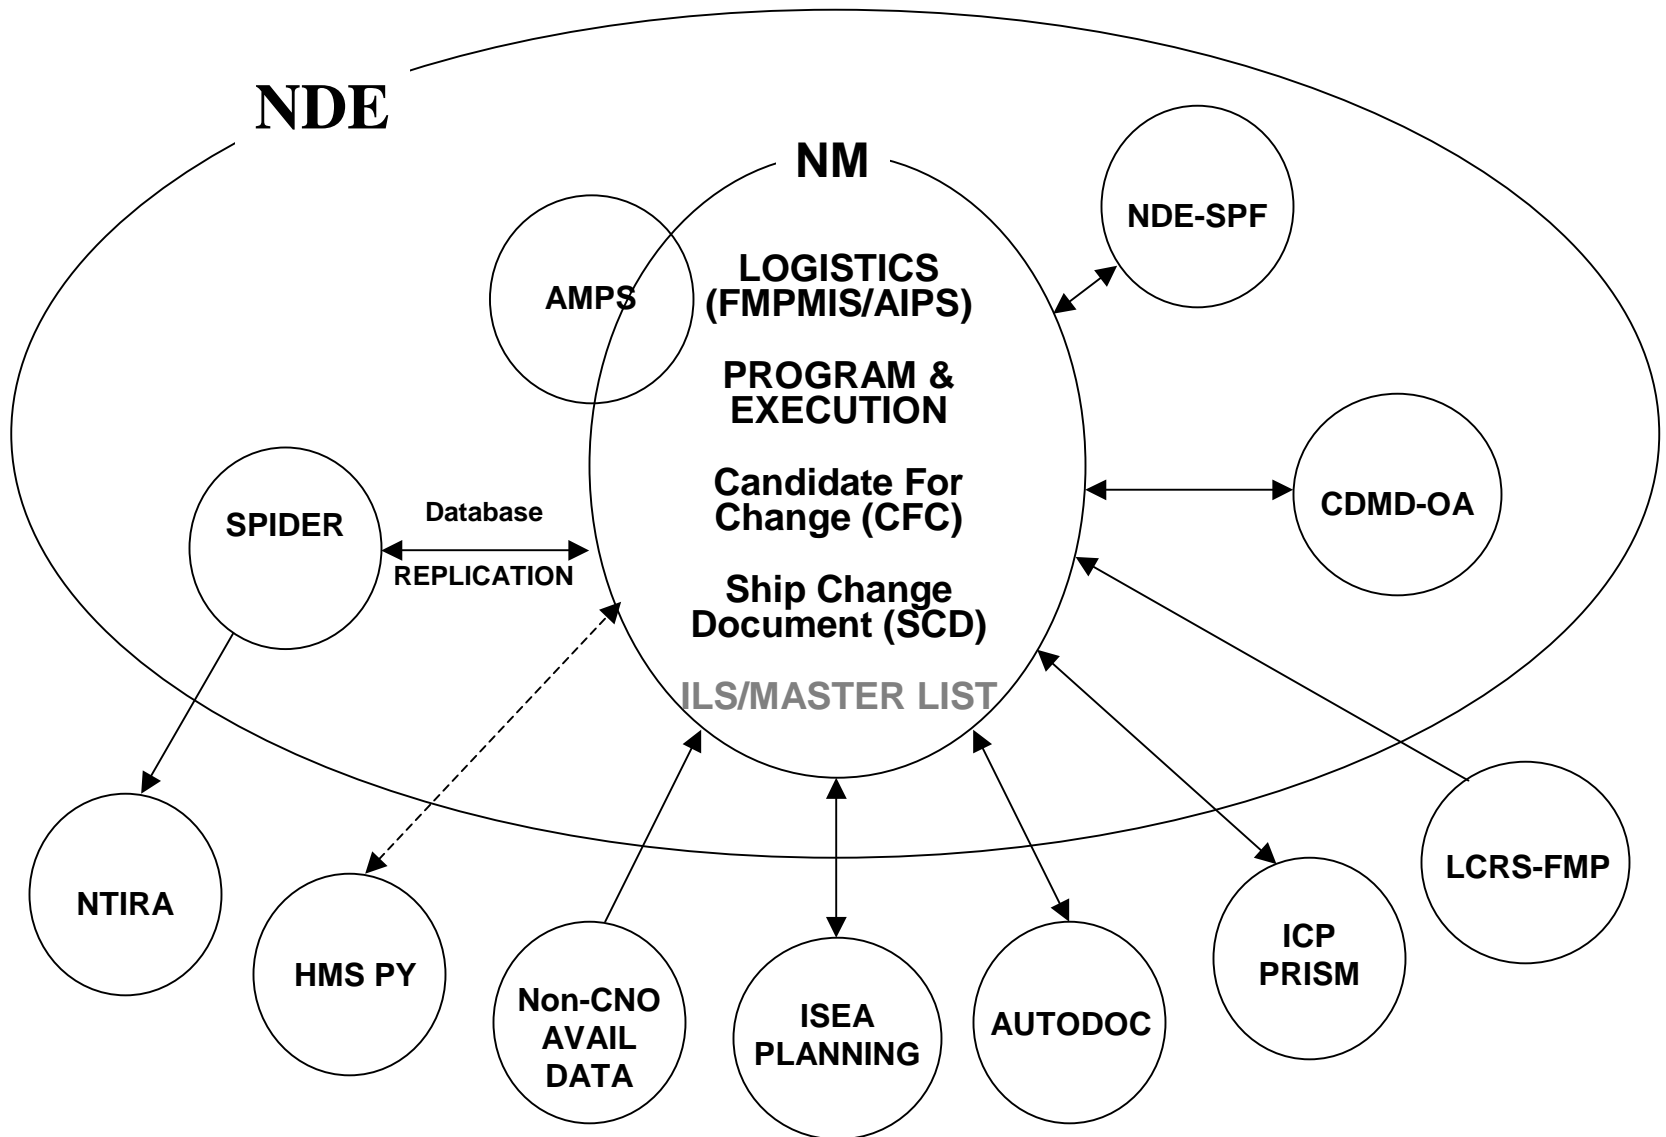 NDE
NM
NDE-SPF
LOGISTICS
(FMPMIS/AIPS)
AMPS
PROGRAM &
EXECUTION
Candidate For
Change (CFC)
CDMD-OA
SPIDER
Database
REPLICATION
Ship Change
Document (SCD)
ILS/MASTER LIST
NTIRA
HMS PY
Non-CNO
AVAIL
DATA
ISEA
PLANNING
AUTODOC
ICP
PRISM
LCRS-FMP